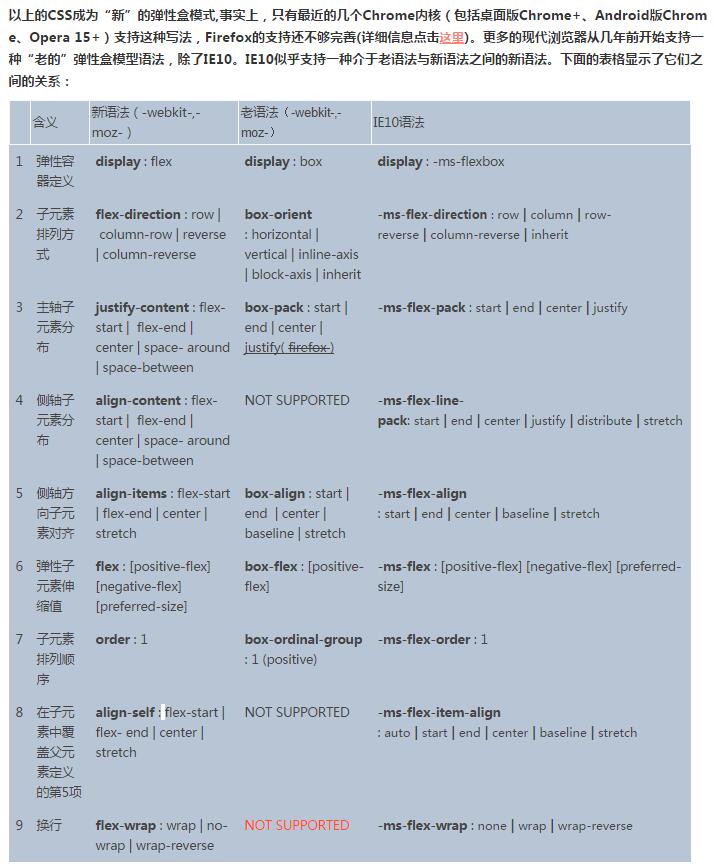 以上的CSS成为“新”的弹性盒模式,事实上，只有最近的几个Chrome内核（包括桌面版Chrome+、Android版Chrom
e、Opera 15+）支持这种写法，Firefox的支持还不够完善(详细信息点击这里)。更多的现代浏览器从几年前开始支持一
种“老的”弹性盒模型语法，除了IE10。IE10似乎支持一种介于老语法与新语法之间的新语法。下面的表格显示了它们之
间的关系：
含义
新语法（-webkit-,-
moz-）
老语法（-webkit-,-
moz-）
IE10语法
1
弹性容
器定义
display : flex
display : box
display : -ms-flexbox
2
子元素
排列方
式
flex-direction : row |
column-row | reverse
| column-reverse
box-orient
: horizontal |
vertical | inline-axis
| block-axis | inherit
-ms-flex-direction : row | column | row-
reverse | column-reverse | inherit
3
主轴子
元素分
布
justify-content : flex-
start | flex-end |
center | space- around
| space-between
box-pack : start |
end | center |
justify( firefox )
-ms-flex-pack : start | end | center | justify
4
侧轴子
元素分
布
align-content : flex-
start | flex-end |
center | space- around
| space-between
NOT SUPPORTED
-ms-flex-line-
pack: start | end | center | justify | distribute | stretch
5
侧轴方
向子元
素对齐
align-items : flex-start
| flex-end | center |
stretch
box-align : start |
end | center |
baseline | stretch
-ms-flex-align
: start | end | center | baseline | stretch
6
弹性子
元素伸
缩值
flex : [positive-flex]
[negative-flex]
[preferred-size]
box-flex : [positive-
flex]
-ms-flex : [positive-flex] [negative-flex] [preferred-
size]
7
子元素
排列顺
序
order : 1
box-ordinal-group
: 1 (positive)
-ms-flex-order : 1
8
在子元
素中覆
盖父元
素定义
的第5项
align-self : flex-start |
flex- end | center |
stretch
NOT SUPPORTED
-ms-flex-item-align
: auto | start | end | center | baseline | stretch
9
换行
flex-wrap : wrap | no-
wrap | wrap-reverse
NOT SUPPORTED
-ms-flex-wrap : none | wrap | wrap-reverse